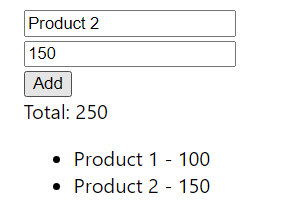 Product 2
150
Add
Total: 250
Product 1 - 100
Product 2 - 150